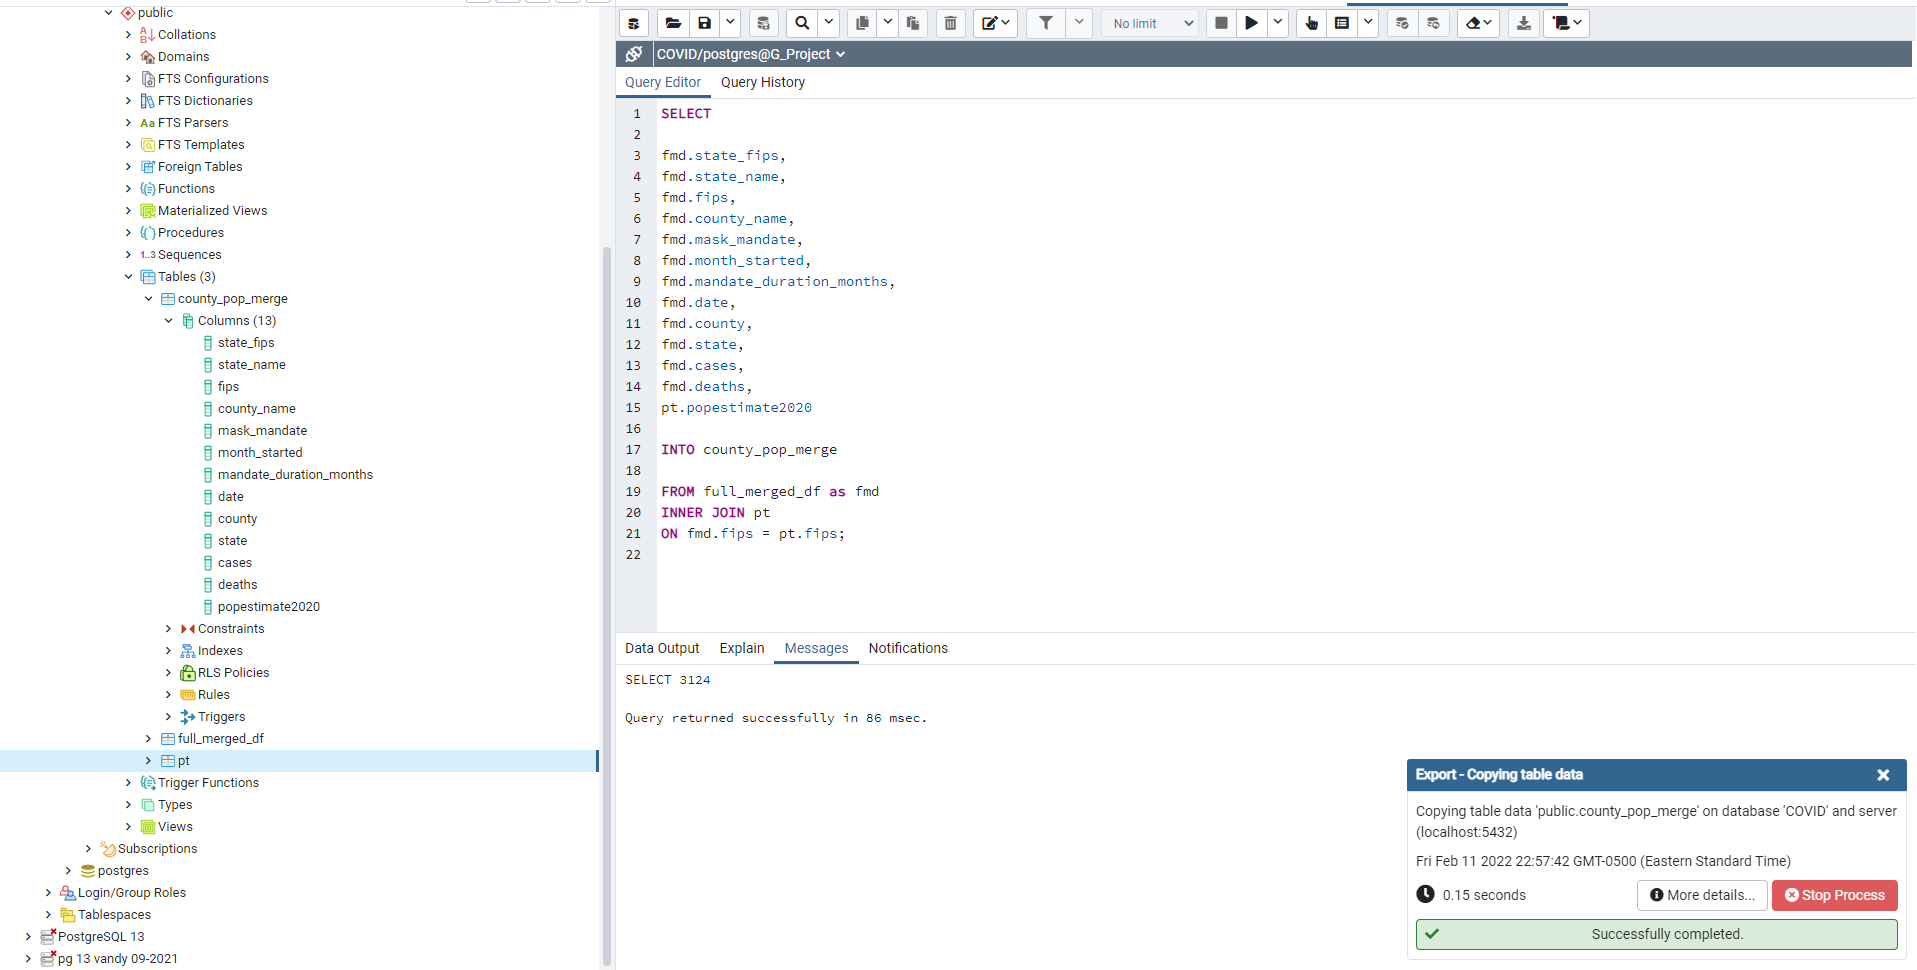 public
Collations
Domains
FTS Configurations
FTS Dictionaries
Aa FTS Parsers
FTS Templates
Foreign Tables
Functions
Materialized Views
Procedures
1..3 Sequences
Tables (3)
county_pop_merge
Columns (13)
state_fips
state_name
fips
county_name
mask_mandate
month_started
mandate_duration_months
date
county
state
cases
deaths
popestimate2020
Constraints
Indexes
RLS Policies
Rules
Triggers
full_merged_df
pt
Trigger Functions
Types
Views
Subscriptions
postgres
Login/Group Roles
Tablespaces
PostgreSQL 13
pg 13 vandy 09-2021
No limit
COVID/postgres@G_Project
Query Editor Query History
1 SELECT
2
3 fmd.state_fips,
4 fmd.state_name,
5 fmd.fips,
6 fmd.county_name,
7 fmd.mask_mandate,
8 fmd.month_started,
9 fmd.mandate_duration_months,
10 fmd.date,
11 fmd.county,
12 fmd.state,
13 fmd.cases,
14 fmd.deaths,
15 pt.popestimate2020
16
17 INTO county_pop_merge
18
19 FROM full_merged_df as fmd
20 INNER JOIN pt
21 ON fmd.fips = pt.fips;
22
Data Output Explain Messages Notifications
SELECT 3124
Query returned successfully in 86 msec.
Export - Copying table data
Copying table data 'public.county_pop_merge' on database 'COVID' and server
(localhost:5432)
Fri Feb 11 2022 22:57:42 GMT-0500 (Eastern Standard Time)
0.15 seconds More details... Stop Process
Successfully completed.